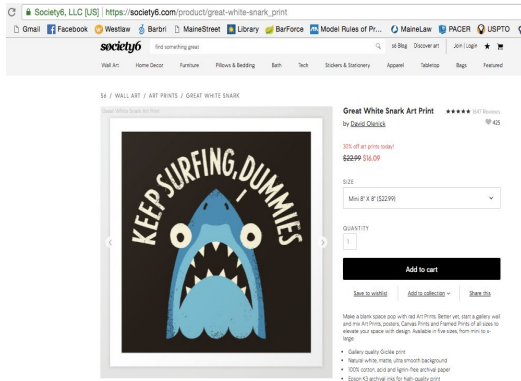 Society6, LLC [US] | https://society6.com/product/great-white-snark_print
Gmail Facebook Westlaw Barbri MaineStreet Library BarForce Model Rules of Pr... MaineLaw PACER USPTO
society6 find something great s6 Blog Discover art Join | Login
Wall Art Home Decor Furniture Pillows & Bedding Bath Tech Stickers & Stationery Apparel Tabletop Bags Featured
S6 / WALL ART / ART PRINTS / GREAT WHITE SNARK
Great White Snark Art Print
KEEP SURFING, DUMMIES
Great White Snark Art Print ★★★★★ 1647 Reviews
by David Olenick 425
30% off art prints today!
$22.99 $16.09
SIZE
Mini 8" X 8" ($22.99)
QUANTITY
1
Add to cart
Save to wishlist Add to collection Share this
Make a blank space pop with rad Art Prints. Better yet, start a gallery wall
and mix Art Prints, posters, Canvas Prints and Framed Prints of all sizes to
elevate your space with design. Available in five sizes, from mini to x-
large.
• Gallery quality Giclée print
• Natural white, matte, ultra smooth background
• 100% cotton, acid and lignin-free archival paper
• Epson K3 archival inks for high-quality print